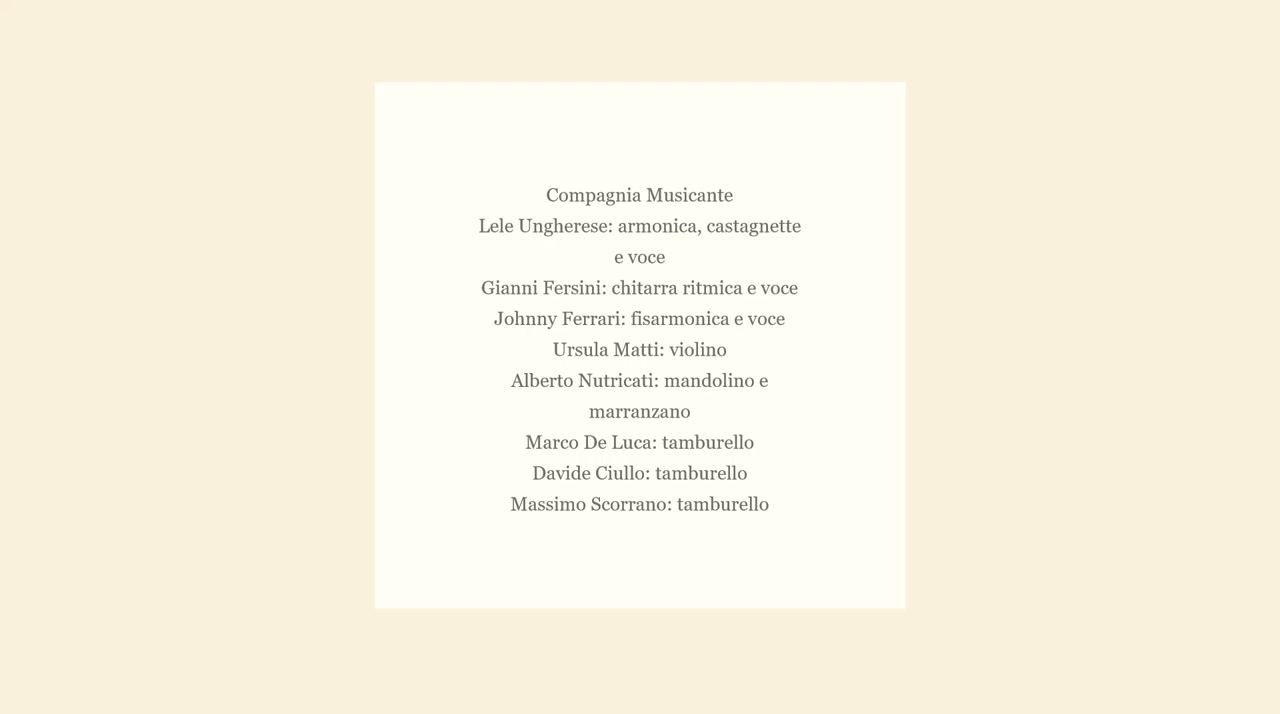 Compagnia Musicante
Lele Ungherese: armonica, castagnette
e voce
Gianni Fersini: chitarra ritmica e voce
Johnny Ferrari: fisarmonica e voce
Ursula Matti: violino
Alberto Nutricati: mandolino e
marranzano
Marco De Luca: tamburello
Davide Ciullo: tamburello
Massimo Scorrano: tamburello